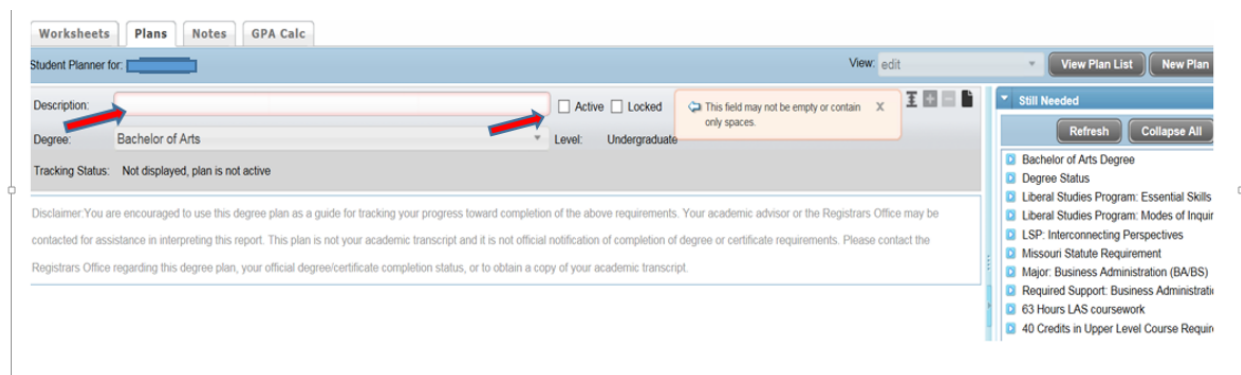 Worksheets Plans Notes GPA Calc
Student Planner for:
View: edit View Plan List New Plan
Description: Active Locked
This field may not be empty or contain X
only spaces.
Degree: Bachelor of Arts Level: Undergraduate
Tracking Status: Not displayed, plan is not active
Disclaimer:You are encouraged to use this degree plan as a guide for tracking your progress toward completion of the above requirements. Your academic advisor or the Registrars Office may be
contacted for assistance in interpreting this report. This plan is not your academic transcript and it is not official notification of completion of degree or certificate requirements. Please contact the
Registrars Office regarding this degree plan, your official degree/certificate completion status, or to obtain a copy of your academic transcript.
Still Needed
Refresh Collapse All
Bachelor of Arts Degree
Degree Status
Liberal Studies Program: Essential Skills
Liberal Studies Program: Modes of Inquir
LSP: Interconnecting Perspectives
Missouri Statute Requirement
Major: Business Administration (BA/BS)
Required Support: Business Administrati
63 Hours LAS coursework
40 Credits in Upper Level Course Requir